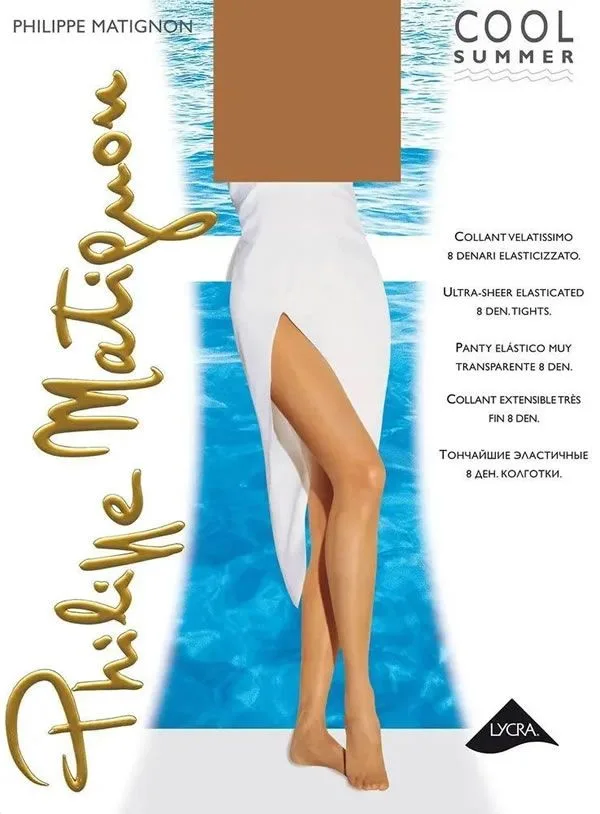 PHILIPPE MATIGNON
COOL
SUMMER
Philippe Matignon
COLLANT VELATISSIMO
8 DENARI ELASTICIZZATO.
ULTRA-SHEER ELASTICATED
8 DEN. TIGHTS.
PANTY ELÁSTICO MUY
TRANSPARENTE 8 DEN.
COLLANT EXTENSIBLE TRÈS
FIN 8 DEN.
ТОНЧАЙШИЕ ЭЛАСТИЧНЫЕ
8 ДЕН. КОЛГОТКИ.
LYCRA.